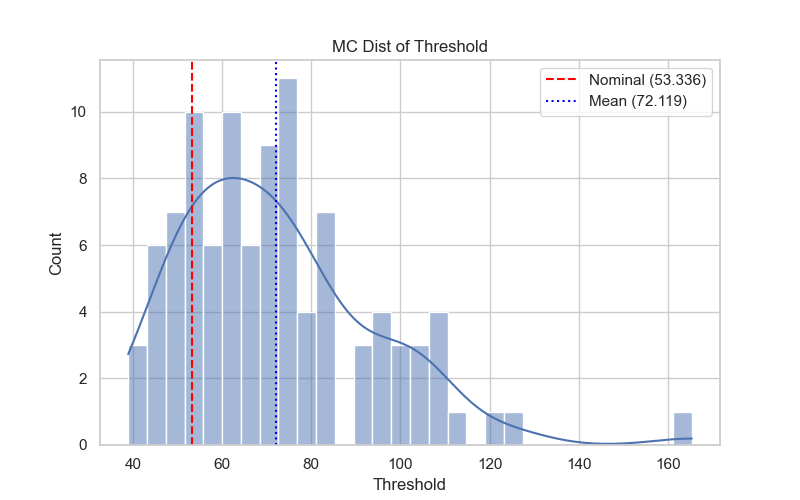 MC Dist of Threshold
Nominal (53.336)
Mean (72.119)
Count
10
8
6
4
2
0
40 60 80 100 120 140 160
Threshold